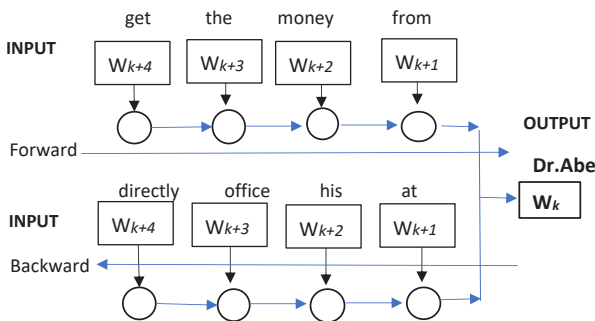 get the money from
INPUT
Wk+4 Wk+3 Wk+2 Wk+1
OUTPUT
Forward
Dr.Abe
Wk
directly office his at
INPUT
Wk+4 Wk+3 Wk+2 Wk+1
Backward